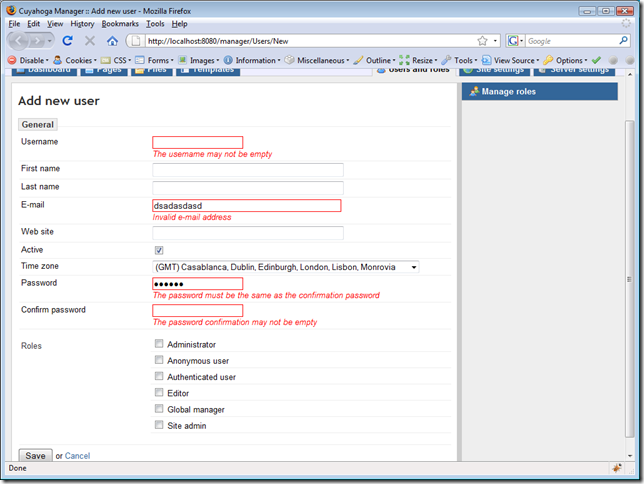 Cuyahoga Manager :: Add new user - Mozilla Firefox
File Edit View History Bookmarks Tools Help
http://localhost:8080/manager/Users/New
Google
Disable Cookies CSS Forms Images Information Miscellaneous Outline Resize Tools View Source Options
Dashboard Pages Files Templates Users and roles Site settings Server settings
Manage roles
Add new user
General
Username
The username may not be empty
First name
Last name
E-mail dsadasdasd
Invalid e-mail address
Web site
Active
Time zone (GMT) Casablanca, Dublin, Edinburgh, London, Lisbon, Monrovia
Password ••••••
The password must be the same as the confirmation password
Confirm password
The password confirmation may not be empty
Roles Administrator
Anonymous user
Authenticated user
Editor
Global manager
Site admin
Save or Cancel
Done